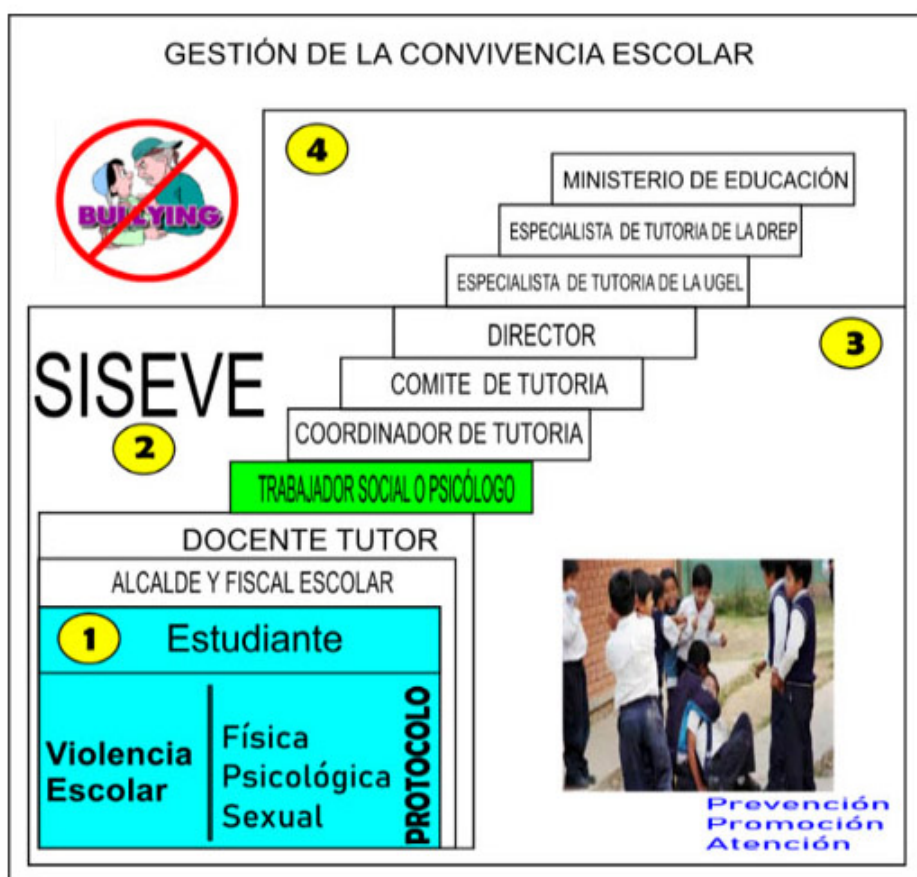 GESTIÓN DE LA CONVIVENCIA ESCOLAR
BULLYING
4
MINISTERIO DE EDUCACIÓN
ESPECIALISTA DE TUTORIA DE LA DREP
ESPECIALISTA DE TUTORIA DE LA UGEL
3
DIRECTOR
SISEVE
COMITE DE TUTORIA
2
COORDINADOR DE TUTORIA
TRABAJADOR SOCIAL O PSICÓLOGO
DOCENTE TUTOR
ALCALDE Y FISCAL ESCOLAR
1
Estudiante
Violencia
Escolar
Física
Psicológica
Sexual
PROTOCOLO
Prevención
Promoción
Atención